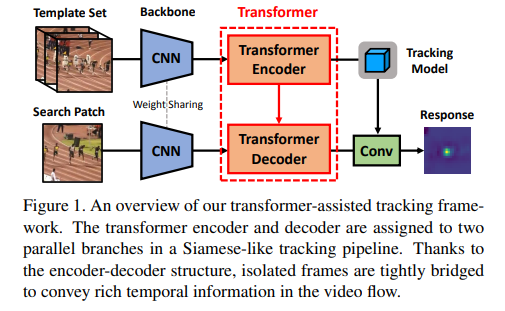 Template Set
Backbone
Transformer
CNN
Transformer
Encoder
Tracking
Model
Weight Sharing
Search Patch
Response
CNN
Transformer
Decoder
Conv
Figure 1. An overview of our transformer-assisted tracking frame-
work. The transformer encoder and decoder are assigned to two
parallel branches in a Siamese-like tracking pipeline. Thanks to
the encoder-decoder structure, isolated frames are tightly bridged
to convey rich temporal information in the video flow.